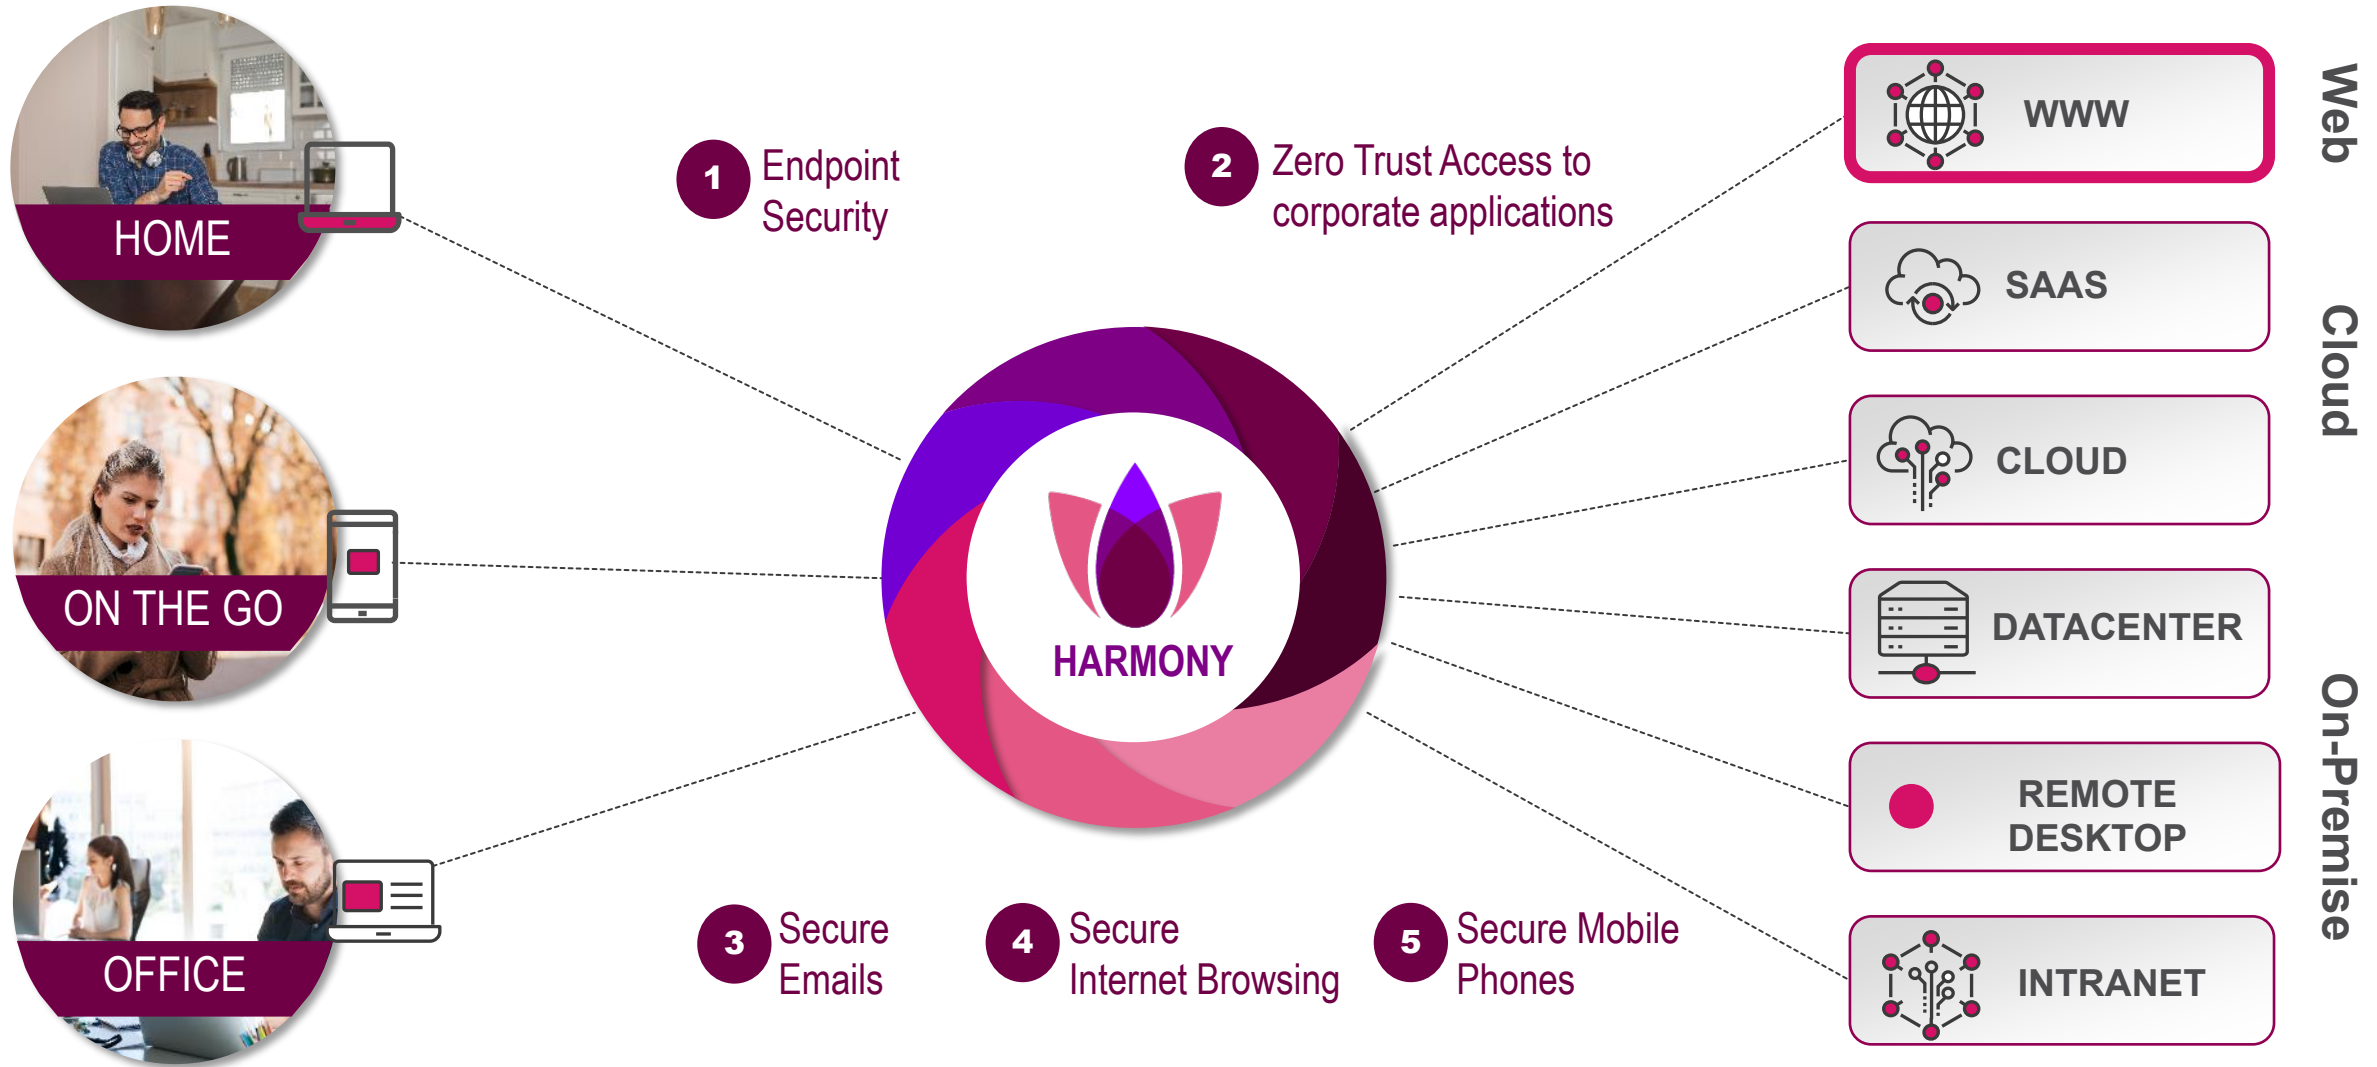 HOME
ON THE GO
OFFICE
1
Endpoint
Security
2
Zero Trust Access to
corporate applications
HARMONY
3
Secure
Emails
4
Secure
Internet Browsing
5
Secure Mobile
Phones
WWW
SAAS
CLOUD
DATACENTER
REMOTE
DESKTOP
INTRANET
Web
Cloud
On-Premise